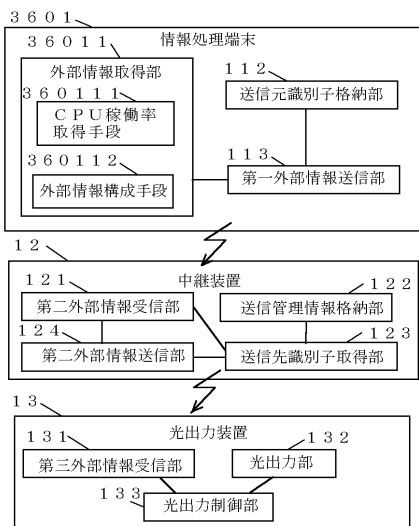 ３６０１
情報処理端末
３６０１１
外部情報取得部
３６０１１１
ＣＰＵ稼働率
取得手段
３６０１１２
外部情報構成手段
１１２
送信元識別子格納部
１１３
第一外部情報送信部
１２
中継装置
１２１
第二外部情報受信部
１２２
送信管理情報格納部
１２４
第二外部情報送信部
１２３
送信先識別子取得部
１３
光出力装置
１３１
第三外部情報受信部
１３２
光出力部
１３３
光出力制御部